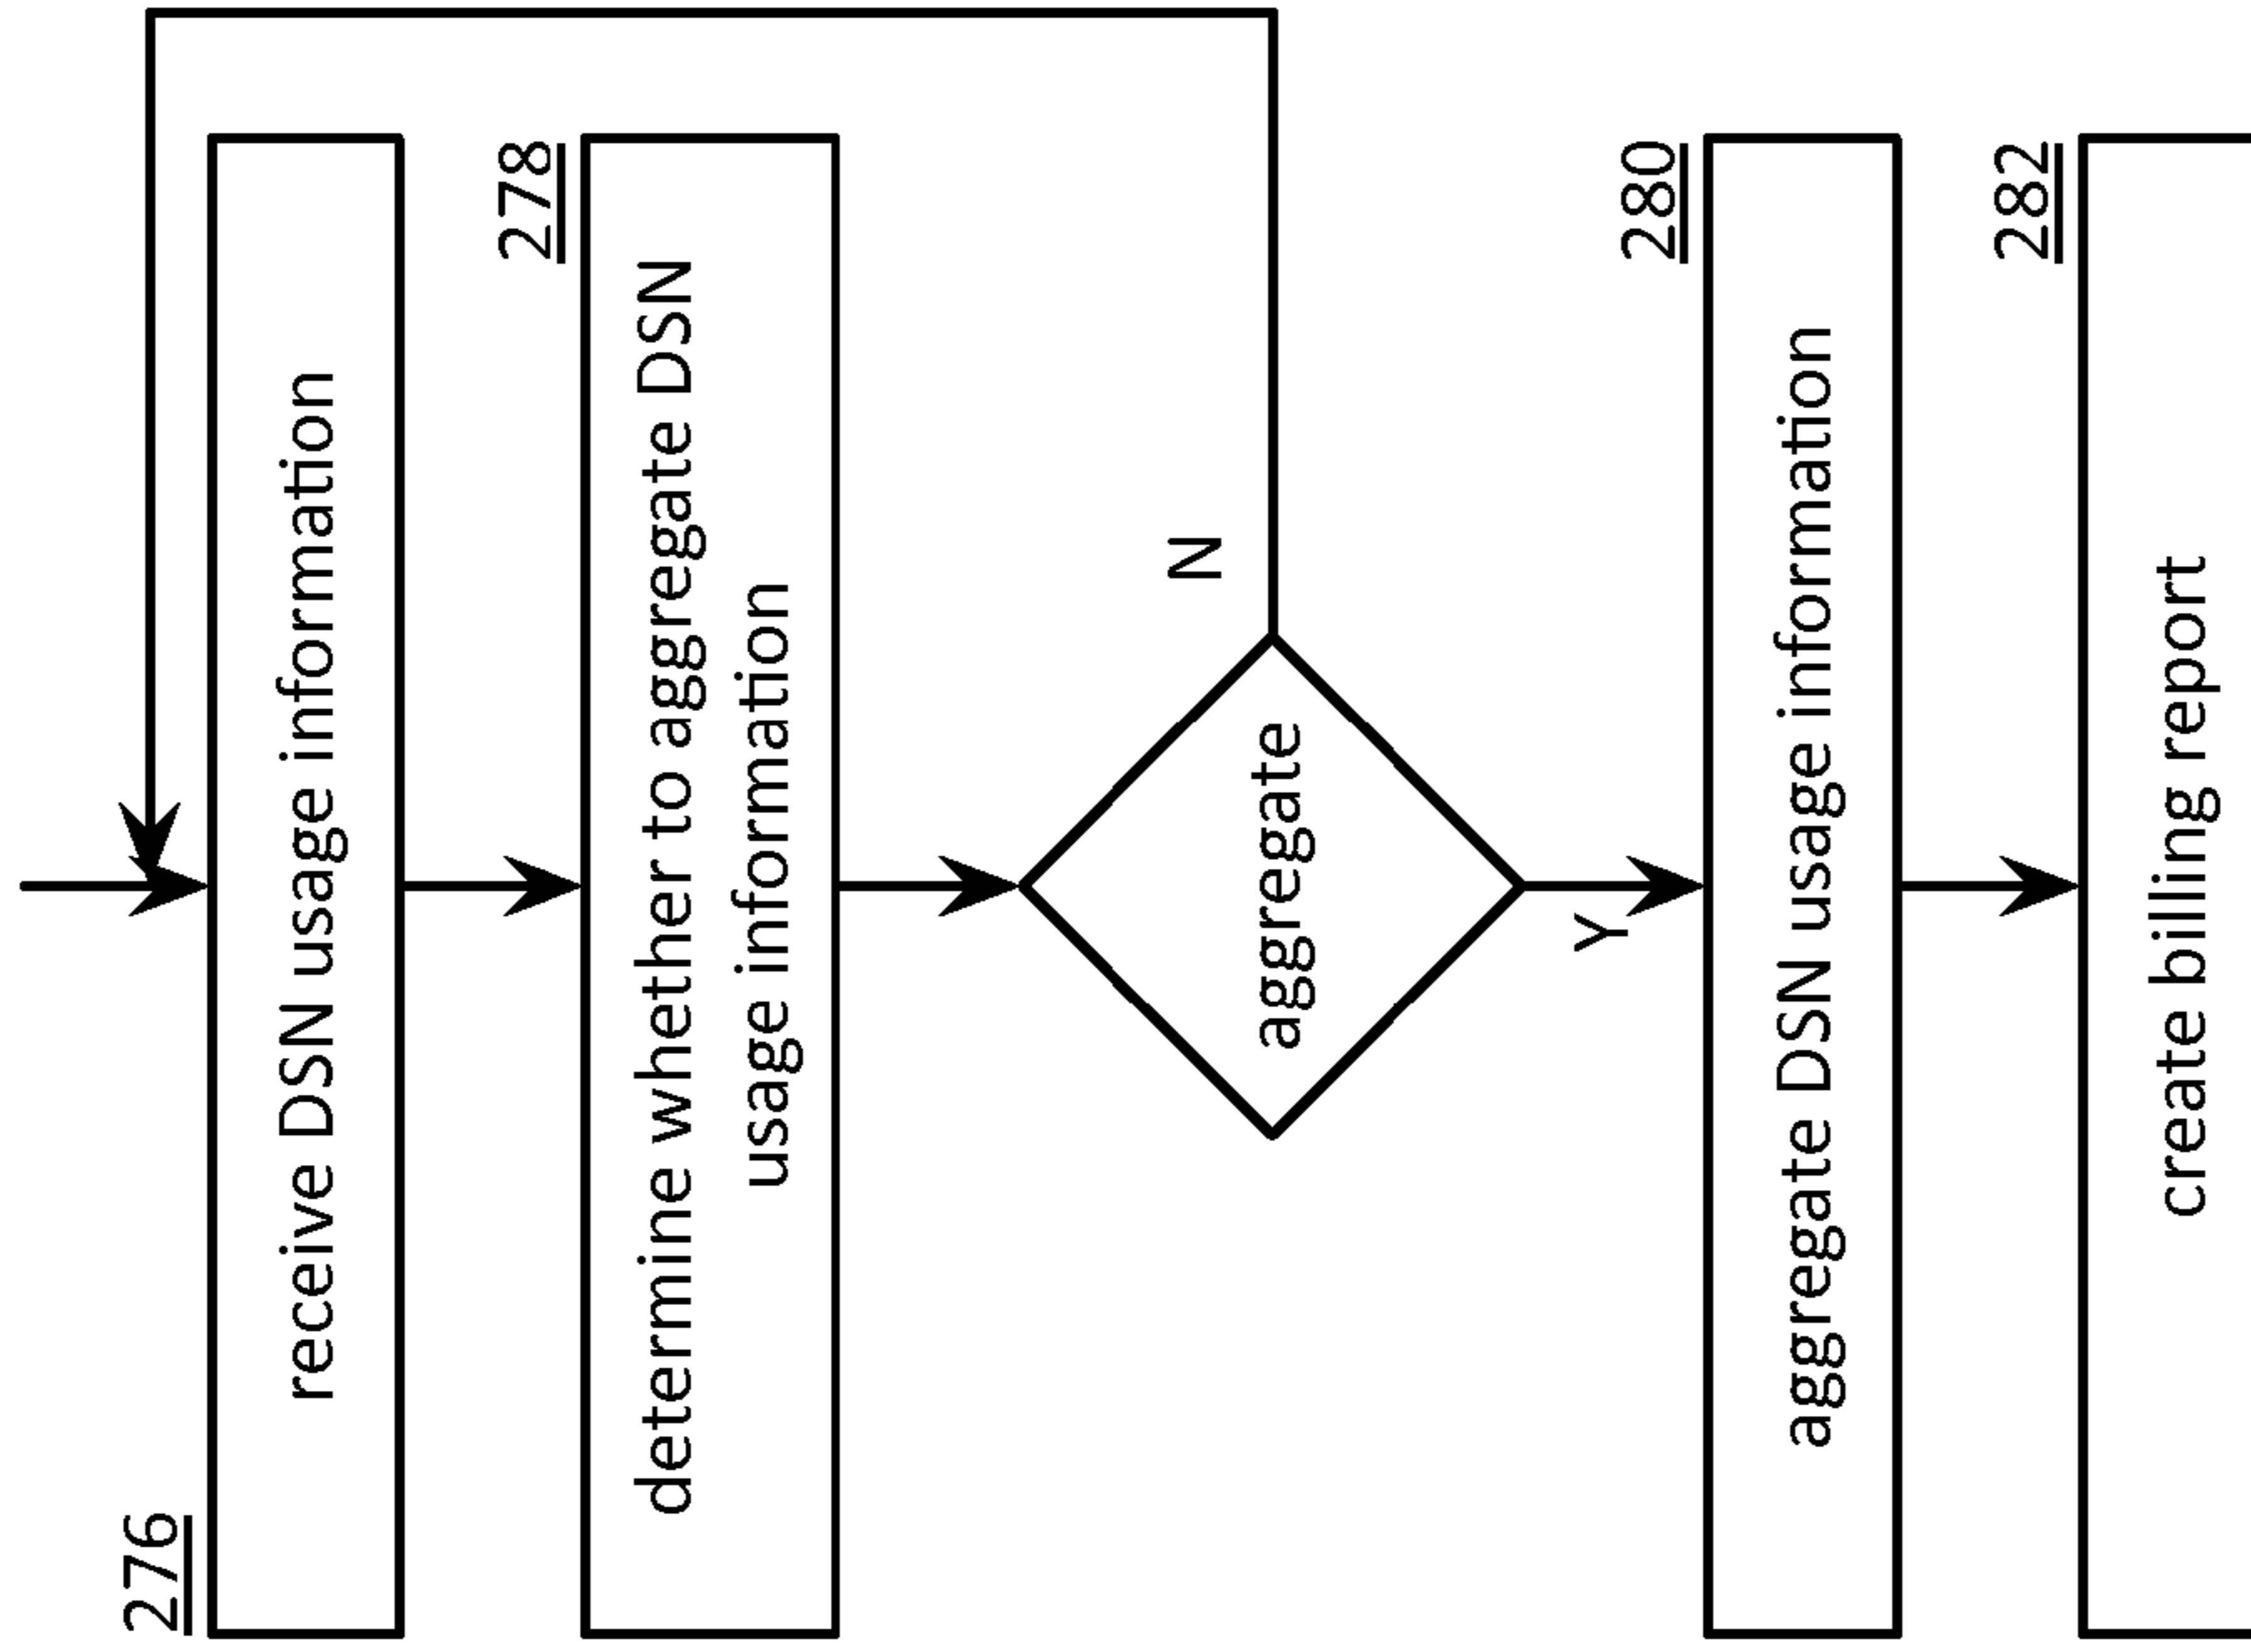 276
receive DSN usage information
278
determine whether to aggregate DSN
usage information
aggregate
N
Y
280
aggregate DSN usage information
282
create billing report